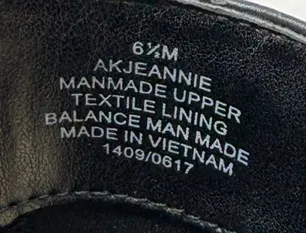 6½M
AKJEANNIE
MANMADE UPPER
TEXTILE LINING
BALANCE MAN MADE
MADE IN VIETNAM
1409/0617